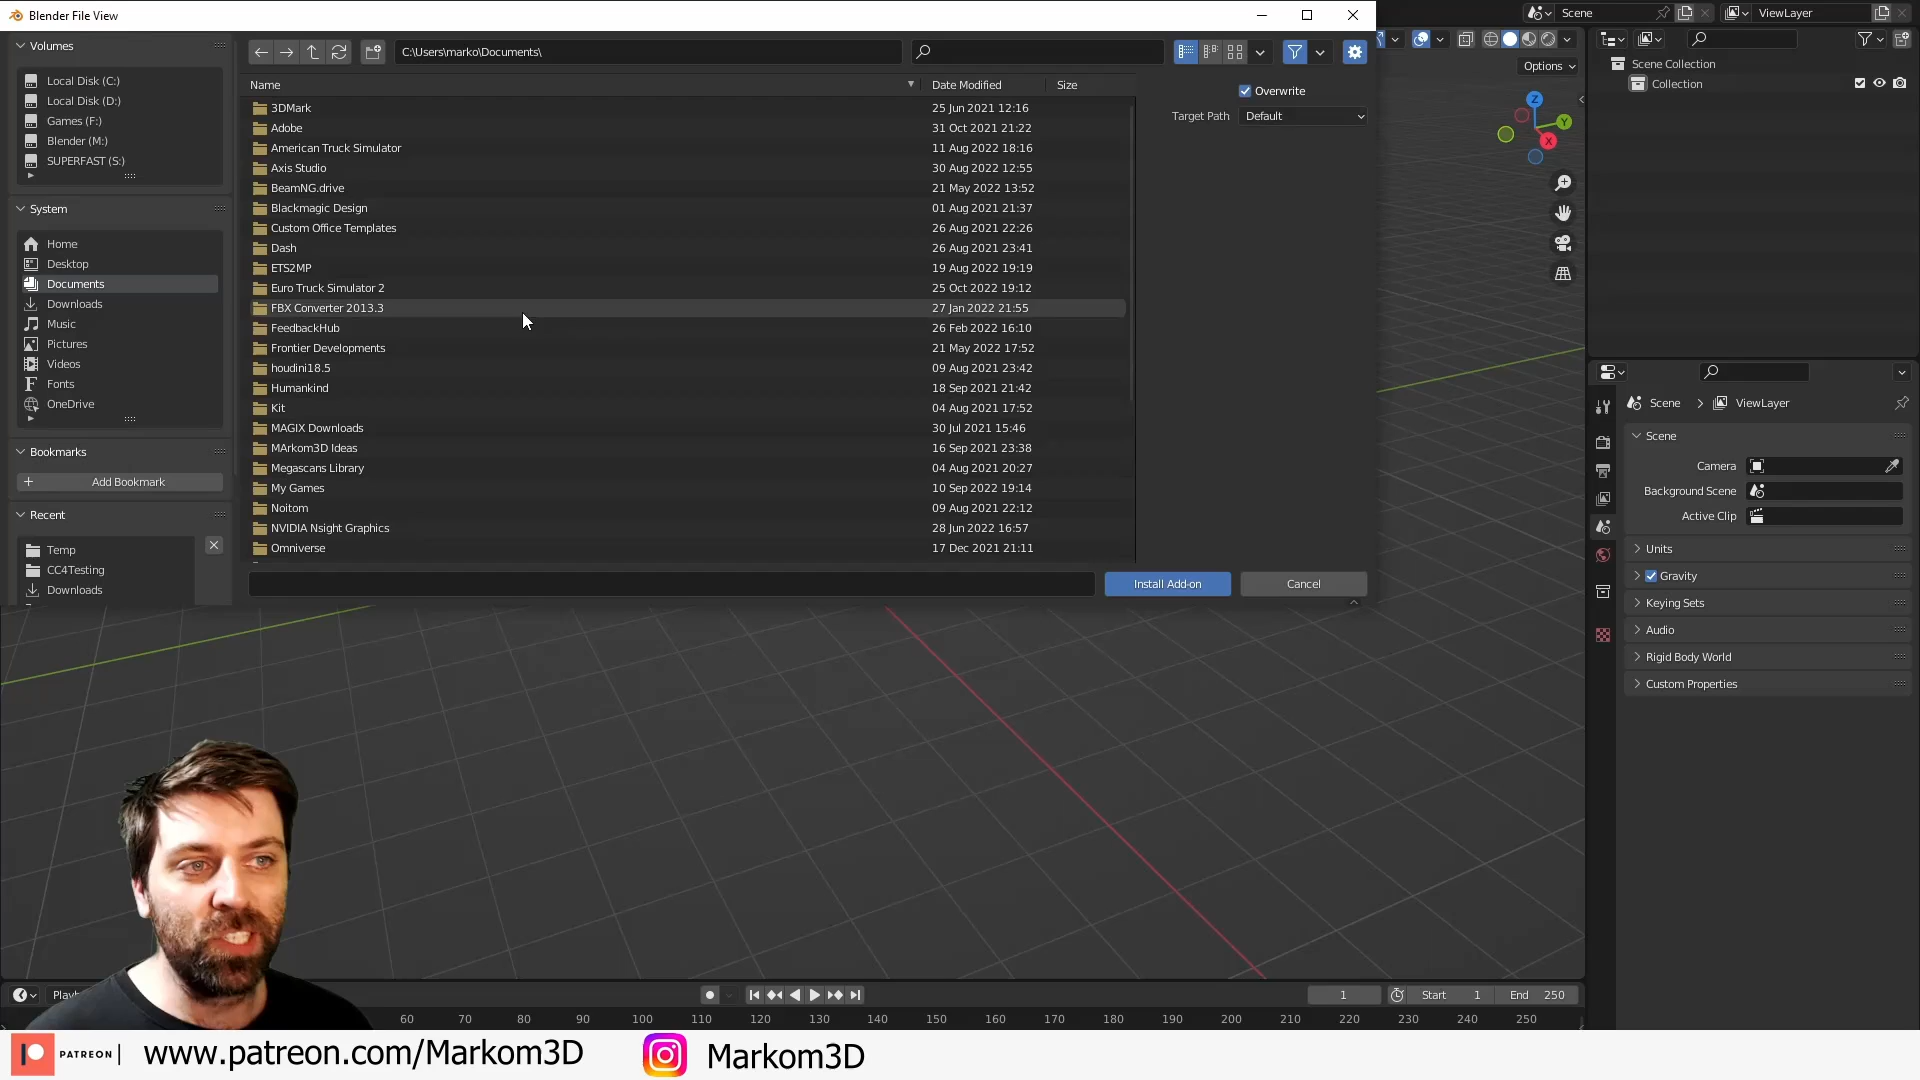 Blender File View
Scene
ViewLayer
Volumes
Local Disk (C:)
Local Disk (D:)
Games (F:)
Blender (M:)
SUPERFAST (S:)
System
Home
Desktop
Documents
Downloads
Music
Pictures
Videos
Fonts
OneDrive
Bookmarks
Add Bookmark
Recent
Temp
CC4Testing
Downloads
C:\Users\marko\Documents\
Name Date Modified Size
3DMark 25 Jun 2021 12:16
Adobe 31 Oct 2021 21:22
American Truck Simulator 11 Aug 2022 18:16
Axis Studio 30 Aug 2022 12:55
BeamNG.drive 21 May 2022 13:52
Blackmagic Design 01 Aug 2021 21:37
Custom Office Templates 26 Aug 2021 22:26
Dash 26 Aug 2021 23:41
ETS2MP 19 Aug 2022 19:19
Euro Truck Simulator 2 25 Oct 2022 19:12
FBX Converter 2013.3 27 Jan 2022 21:55
FeedbackHub 26 Feb 2022 16:10
Frontier Developments 21 May 2022 17:52
houdini18.5 09 Aug 2021 23:42
Humankind 18 Sep 2021 21:42
Kit 04 Aug 2021 17:52
MAGIX Downloads 30 Jul 2021 15:46
MArkom3D Ideas 16 Sep 2021 23:38
Megascans Library 04 Aug 2021 20:27
My Games 10 Sep 2022 19:14
Noitom 09 Aug 2021 22:12
NVIDIA Nsight Graphics 28 Jun 2022 16:57
Omniverse 17 Dec 2021 21:11
Install Add-on
Cancel
Overwrite
Target Path Default
Options
Z
Y
X
Scene Collection
Collection
Scene > ViewLayer
Scene
Camera
Background Scene
Active Clip
Units
Gravity
Keying Sets
Audio
Rigid Body World
Custom Properties
1 Start 1 End 250
60 70 80 90 100 110 120 130 140 150 160 170 180 190 200 210 220 230 240 250
PATREON | www.patreon.com/Markom3D Markom3D